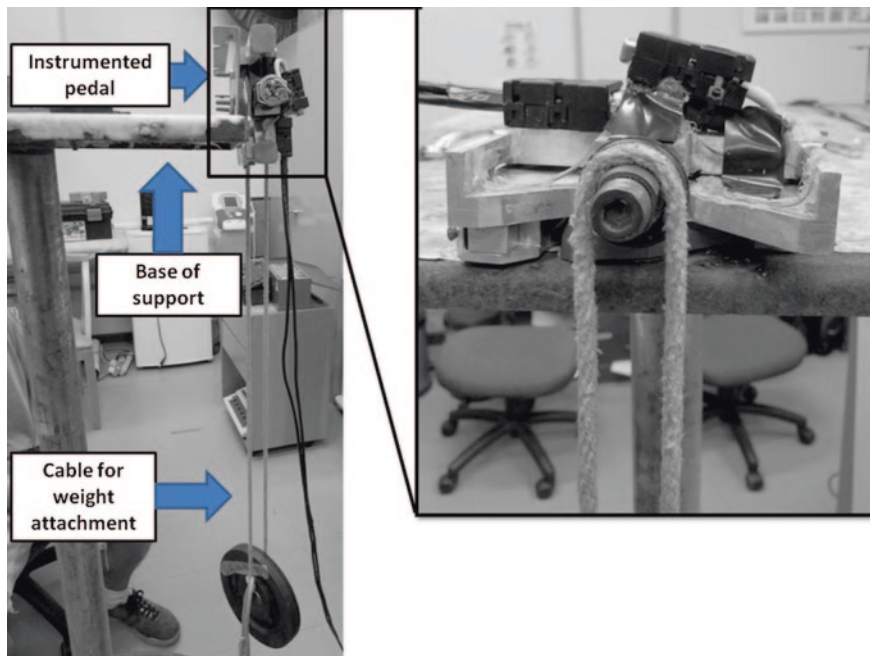 Instrumented
pedal
Base of
support
Cable for
weight
attachment